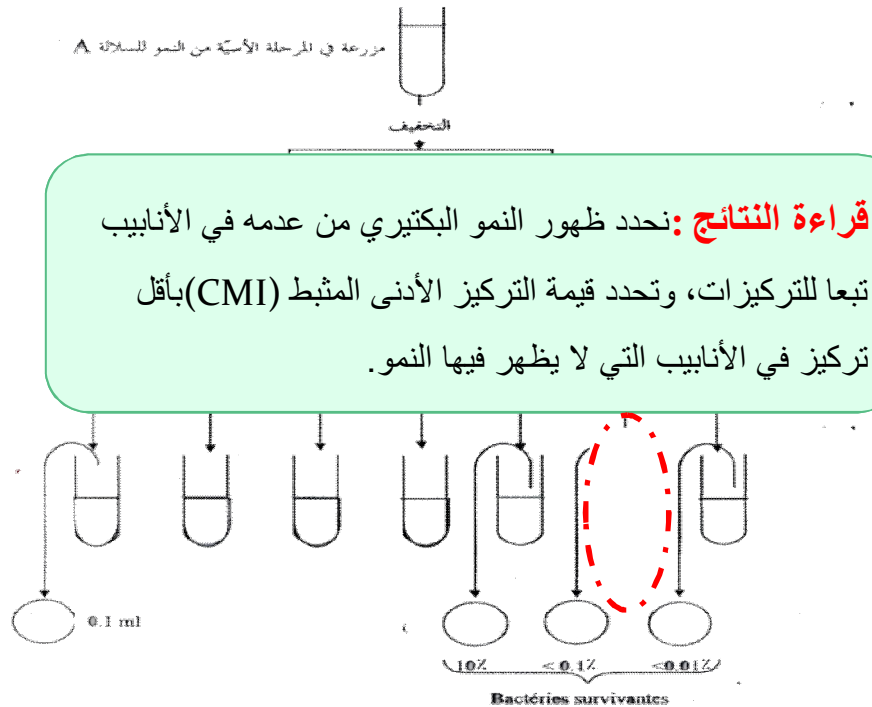 مزرعة في المرحلة الأسيّة من النمو للسلالة A
التخفيف
قراءة النتائج :نحدد ظهور النمو البكتيري من عدمه في الأنابيب
تبعا للتركيزات، وتحدد قيمة التركيز الأدنى المثبط (CMI)بأقل
تركيز في الأنابيب التي لا يظهر فيها النمو.
0.1 ml
10% <0.1% <0.01%
Bactéries survivantes